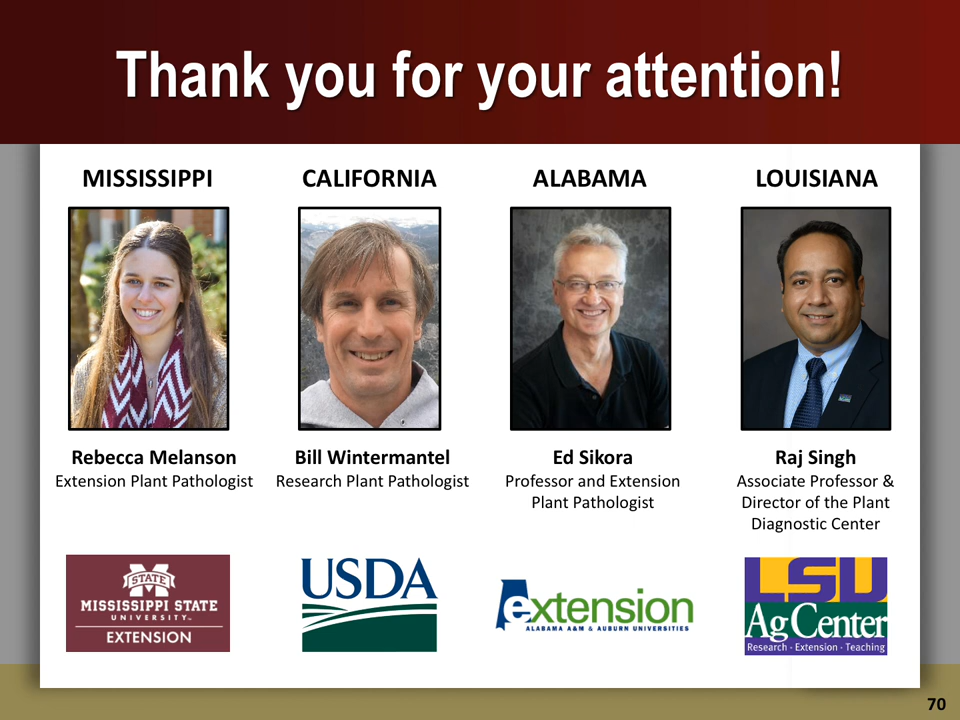 Thank you for your attention!
MISSISSIPPI
CALIFORNIA
ALABAMA
LOUISIANA
Rebecca Melanson
Extension Plant Pathologist
Bill Wintermantel
Research Plant Pathologist
Ed Sikora
Professor and Extension
Plant Pathologist
Raj Singh
Associate Professor &
Director of the Plant
Diagnostic Center
STATE
MISSISSIPPI STATE
UNIVERSITY™
EXTENSION
USDA
extension
ALABAMA A&M & AUBURN UNIVERSITIES
LSU
AgCenter
Research · Extension · Teaching
70